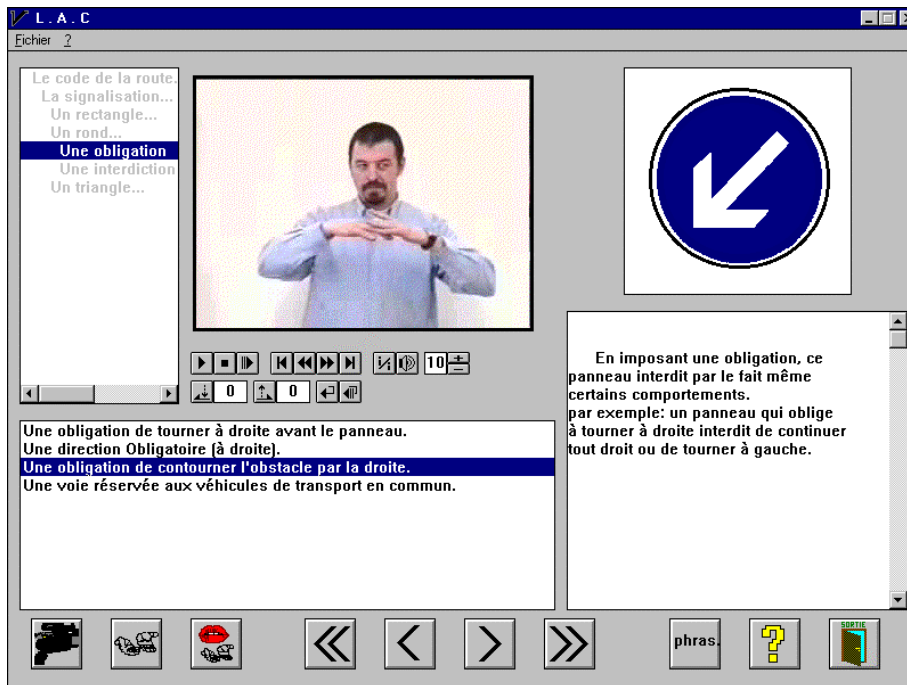 L . A . C
Fichier ?
Le code de la route.
La signalisation...
Un rectangle...
Un rond...
Une obligation
Une interdiction
Un triangle...
10
0
0
Une obligation de tourner à droite avant le panneau.
Une direction Obligatoire (à droite).
Une obligation de contourner l'obstacle par la droite.
Une voie réservée aux véhicules de transport en commun.
En imposant une obligation, ce
panneau interdit par le fait même
certains comportements.
par exemple: un panneau qui oblige
à tourner à droite interdit de continuer
tout droit ou de tourner à gauche.
phras.
?
SORTIE